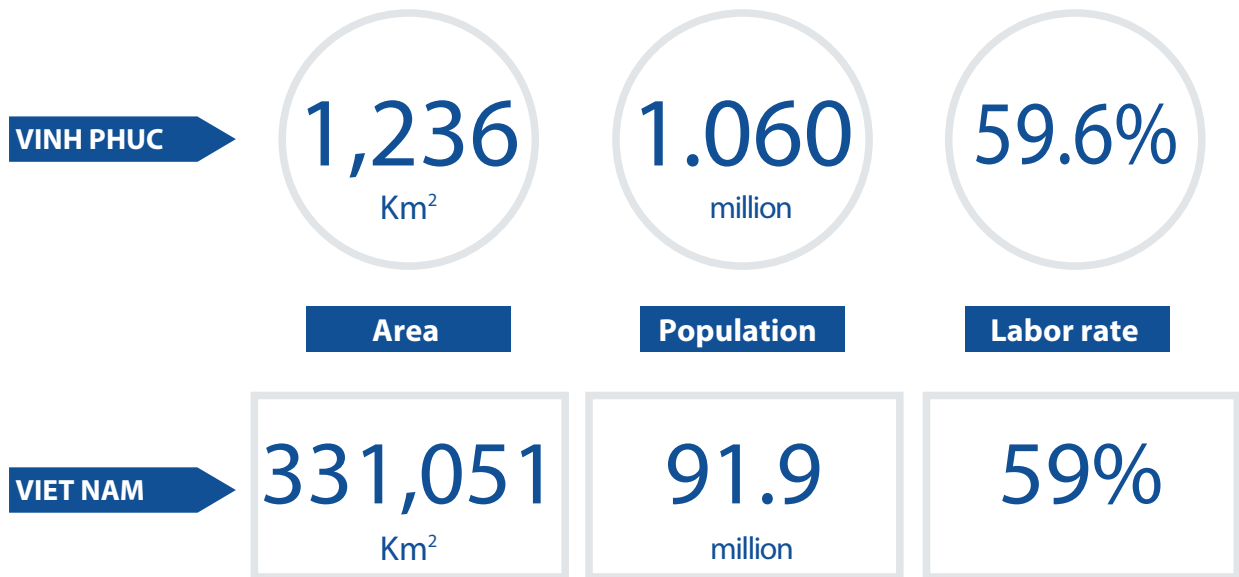 VINH PHUC
1,236
Km²
1.060
million
59.6%
Area
Population
Labor rate
VIET NAM
331,051
Km²
91.9
million
59%